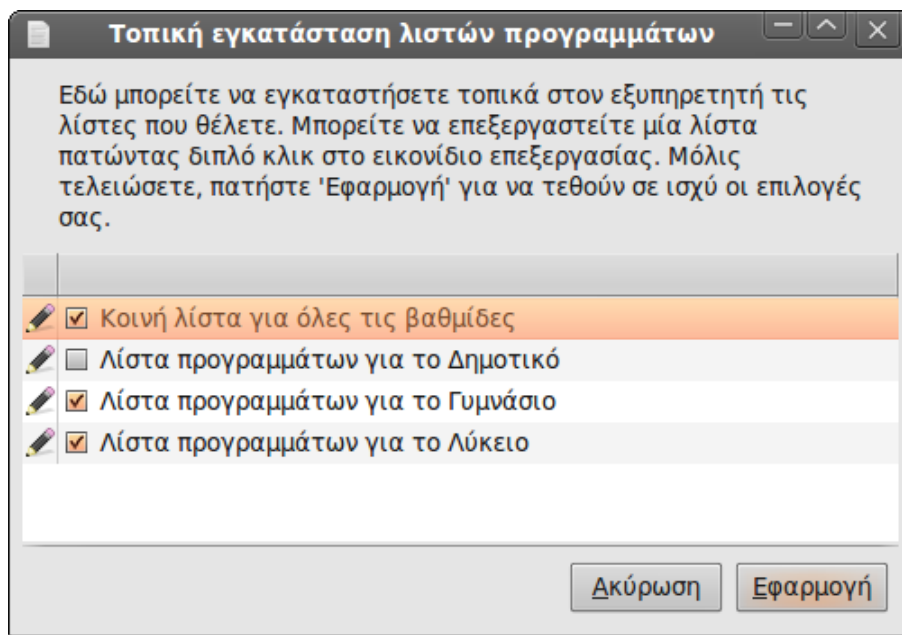 Τοπική εγκατάσταση λιστών προγραμμάτων
Εδώ μπορείτε να εγκαταστήσετε τοπικά στον εξυπηρετητή τις
λίστες που θέλετε. Μπορείτε να επεξεργαστείτε μία λίστα
πατώντας διπλό κλικ στο εικονίδιο επεξεργασίας. Μόλις
τελειώσετε, πατήστε 'Εφαρμογή' για να τεθούν σε ισχύ οι επιλογές
σας.
Κοινή λίστα για όλες τις βαθμίδες
Λίστα προγραμμάτων για το Δημοτικό
Λίστα προγραμμάτων για το Γυμνάσιο
Λίστα προγραμμάτων για το Λύκειο
Ακύρωση Εφαρμογή